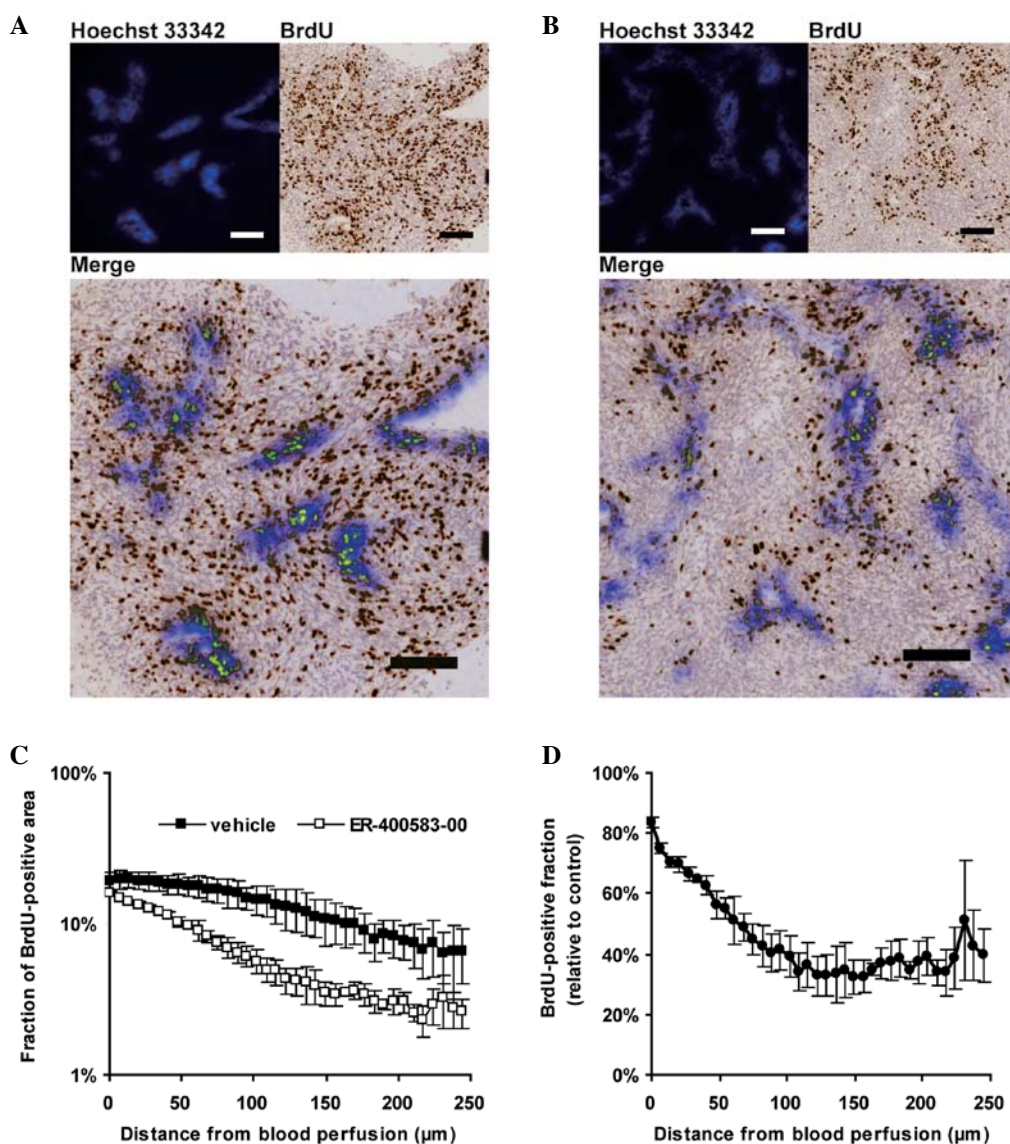 A
Hoechst 33342 BrdU
Merge
B
Hoechst 33342 BrdU
Merge
C
Fraction of BrdU-positive area
100%
10%
1%
vehicle ER-400583-00
0 50 100 150 200 250
Distance from blood perfusion (µm)
D
BrdU-positive fraction
(relative to control)
100%
80%
60%
40%
20%
0%
0 50 100 150 200 250
Distance from blood perfusion (µm)